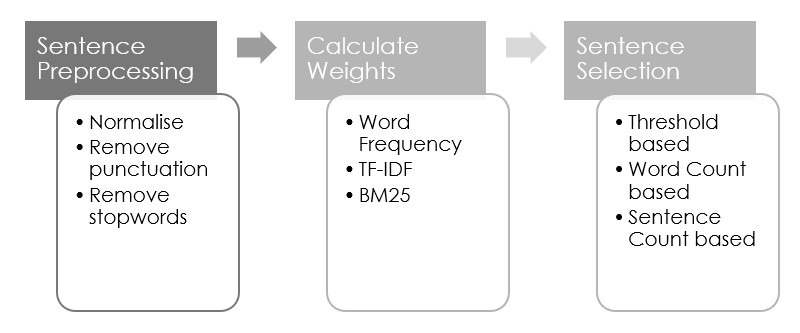 Sentence
Preprocessing
• Normalise
• Remove
punctuation
• Remove
stopwords
Calculate
Weights
• Word
Frequency
• TF-IDF
• BM25
Sentence
Selection
• Threshold
based
• Word Count
based
• Sentence
Count based